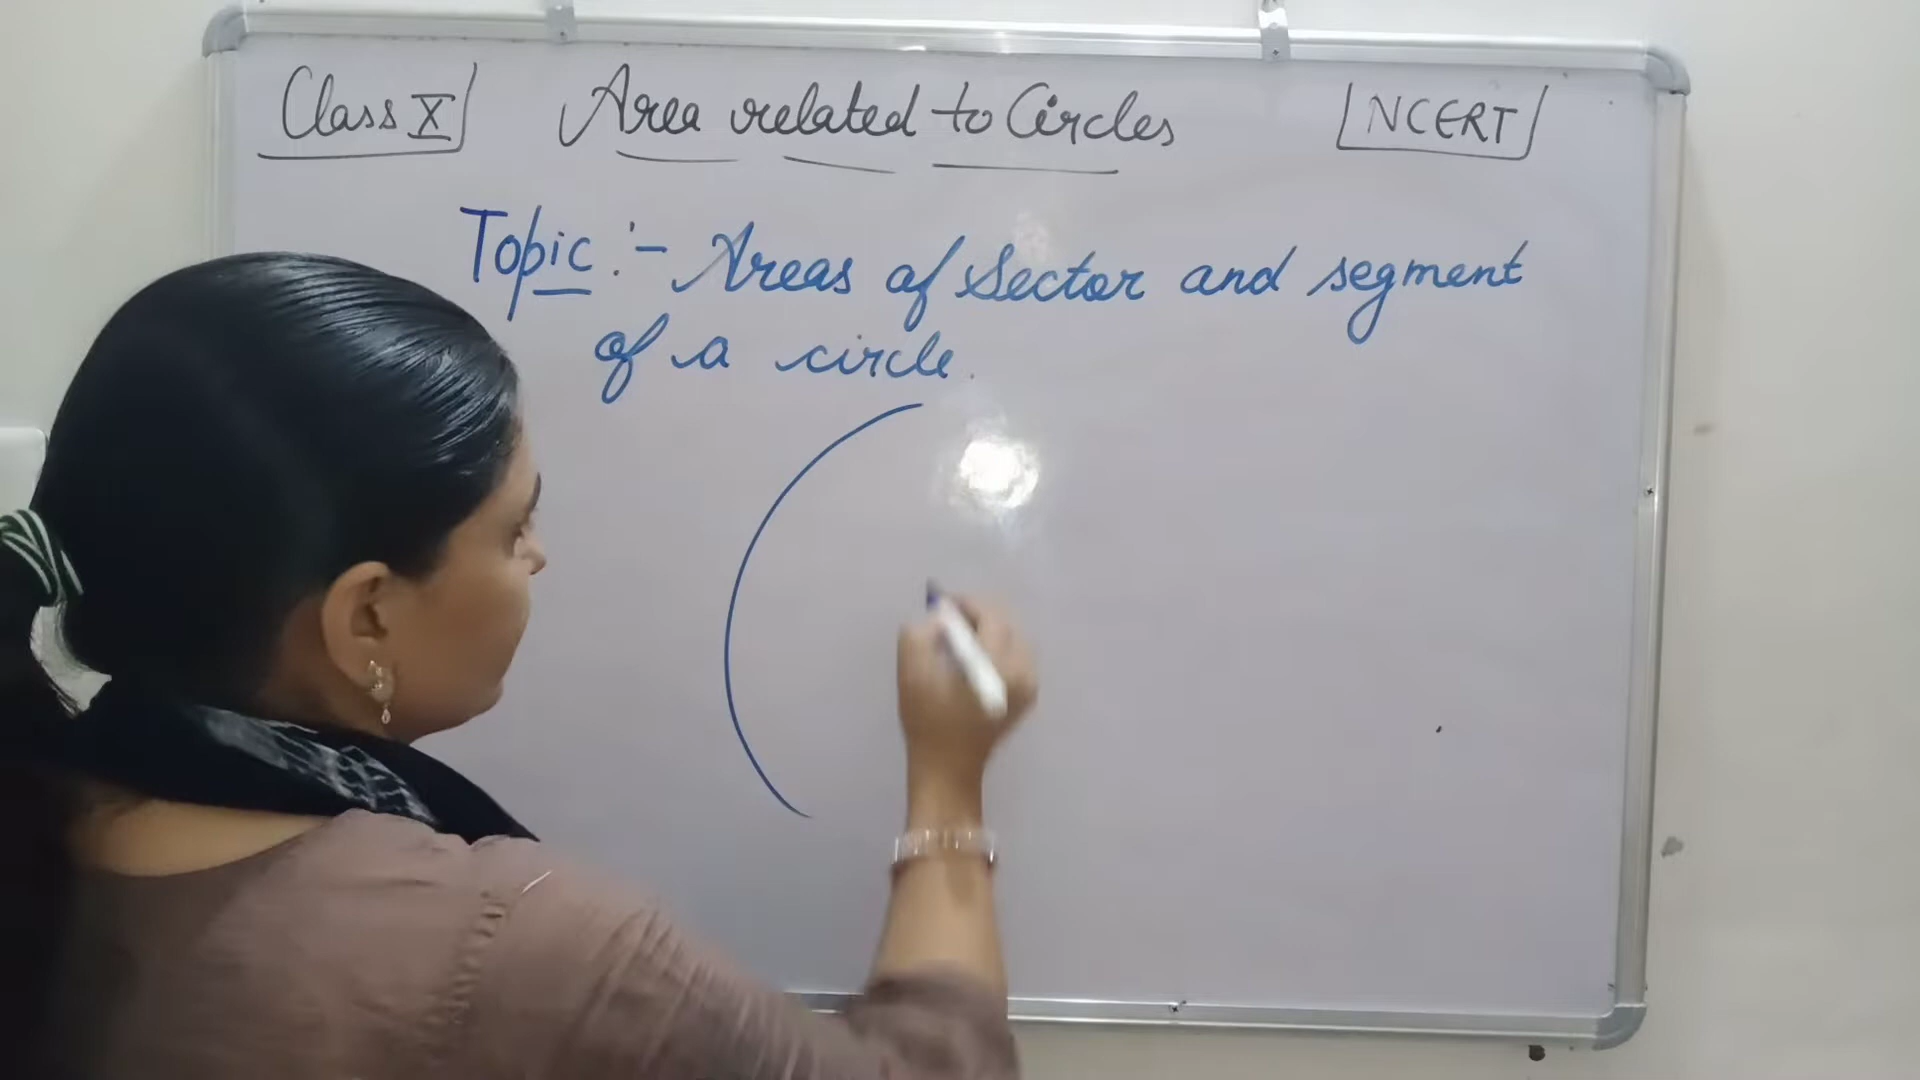 Class X Area related to Circles NCERT
Topic :- Areas of Sector and segment
of a circle.